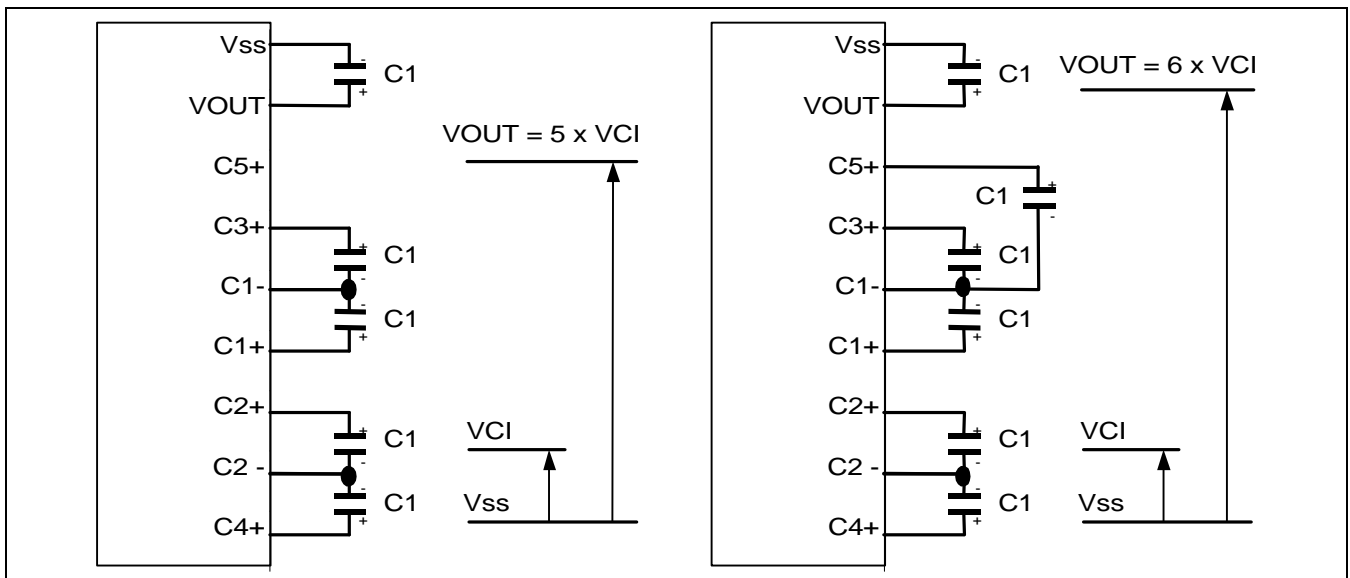 Vss
- C1
+
VOUT
VOUT = 5 x VCI
C5+
C3+
+
C1
-
C1-
-
C1
+
C1+
C2+
+
C1
-
VCI
C2 -
-
C1
+
Vss
C4+
Vss
- C1
+
VOUT = 6 x VCI
VOUT
C5+
+
C1
-
C3+
+
C1
-
C1-
-
C1
+
C1+
C2+
+
C1
-
VCI
C2 -
-
C1
+
Vss
C4+